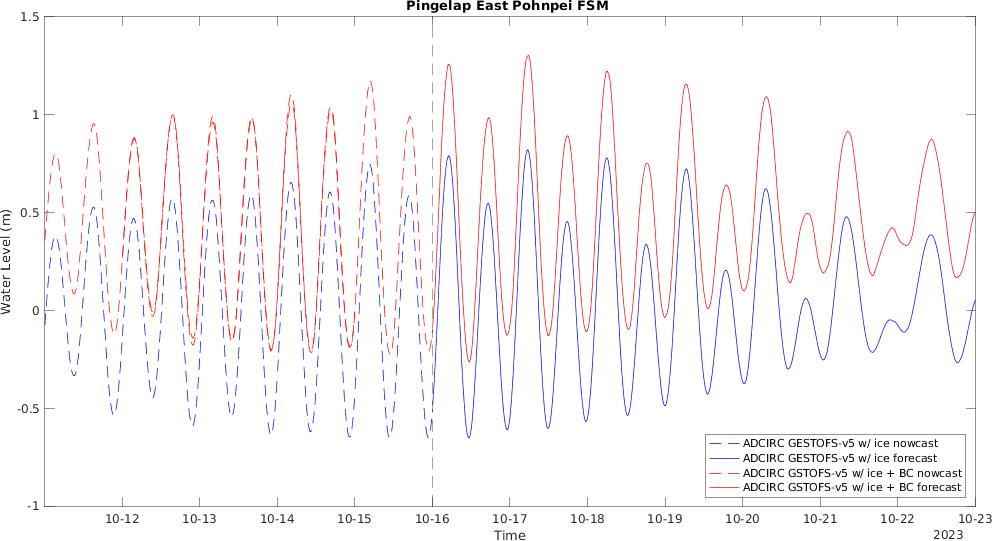 Pingelap East Pohnpei FSM
1.5
1
0.5
0
-0.5
-1
Water Level (m)
10-12 10-13 10-14 10-15 10-16 10-17 10-18 10-19 10-20 10-21 10-22 10-23
Time
2023
ADCIRC GESTOFS-v5 w/ ice nowcast
ADCIRC GESTOFS-v5 w/ ice forecast
ADCIRC GSTOFS-v5 w/ ice + BC nowcast
ADCIRC GSTOFS-v5 w/ ice + BC forecast